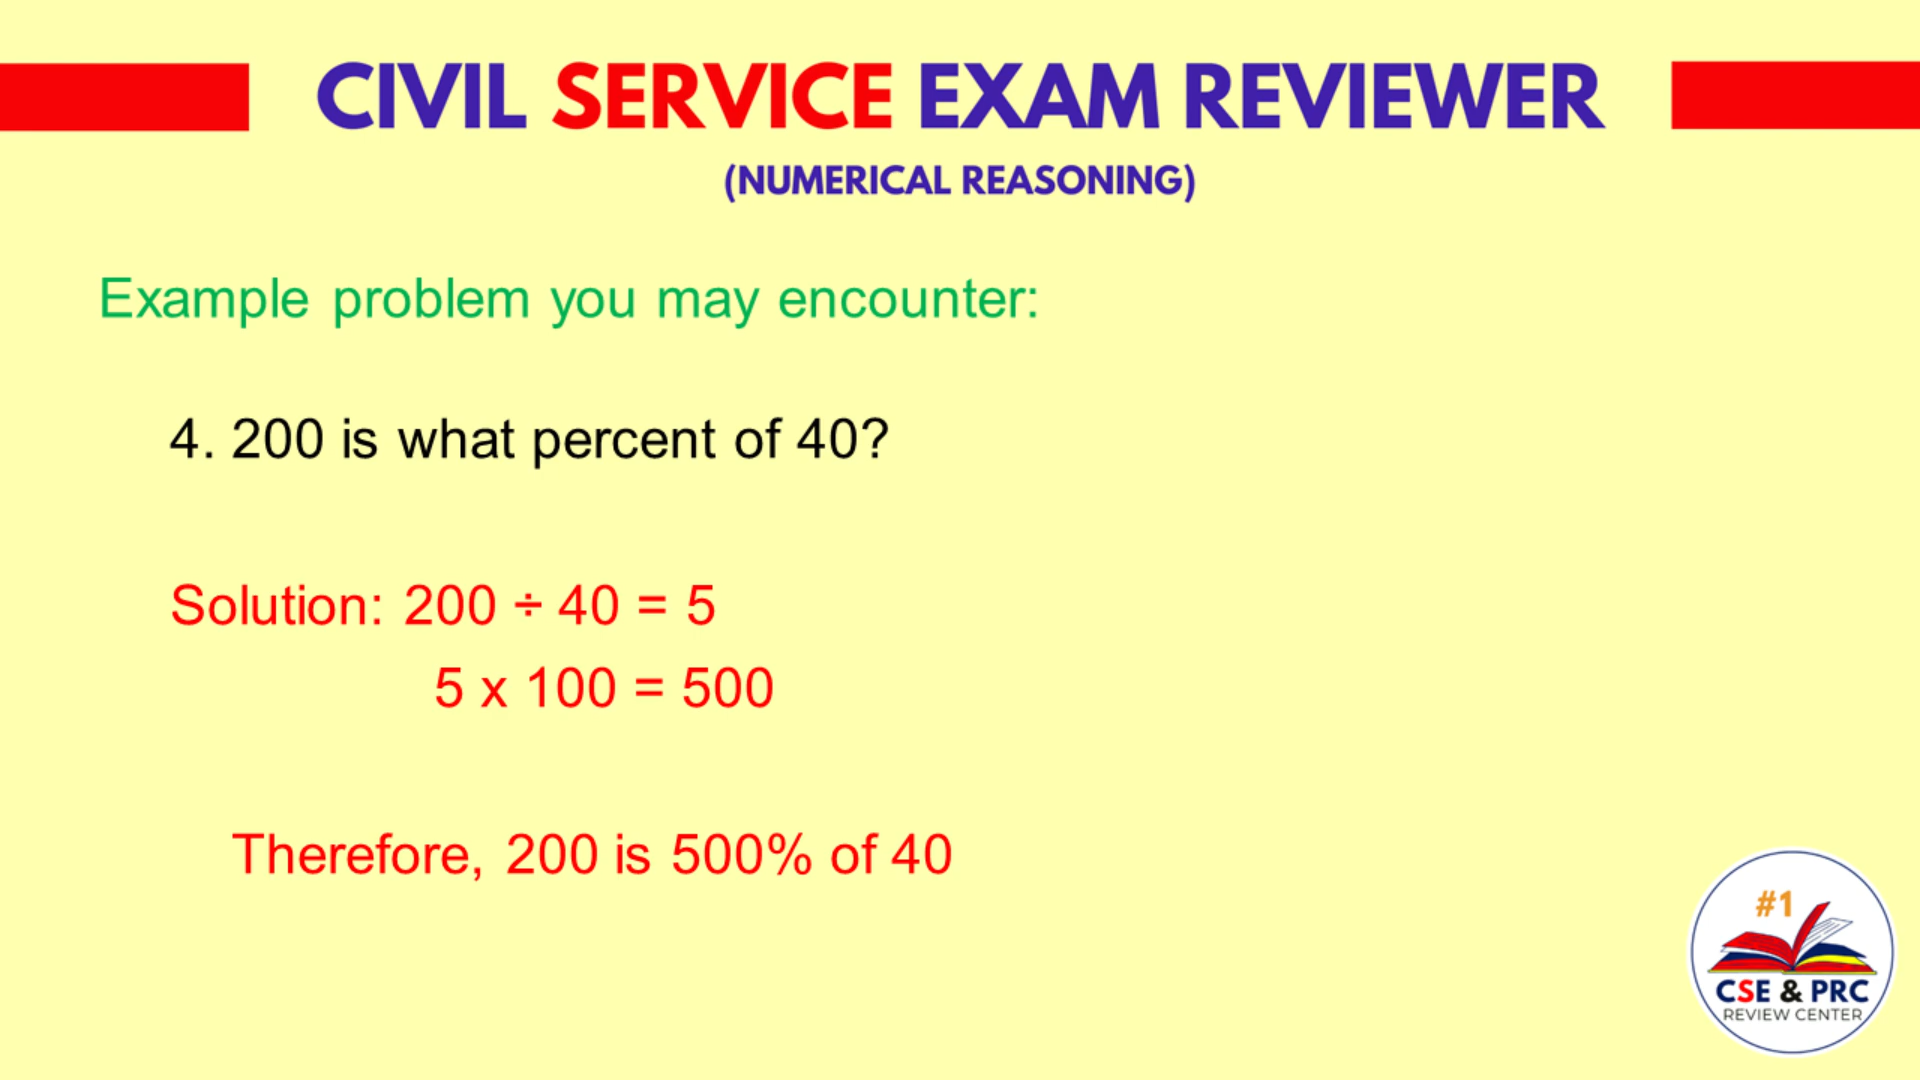 CIVIL SERVICE EXAM REVIEWER
(NUMERICAL REASONING)
Example problem you may encounter:
4. 200 is what percent of 40?
Solution: 200 ÷ 40 = 5
5 x 100 = 500
Therefore, 200 is 500% of 40
#1
CSE & PRC
REVIEW CENTER